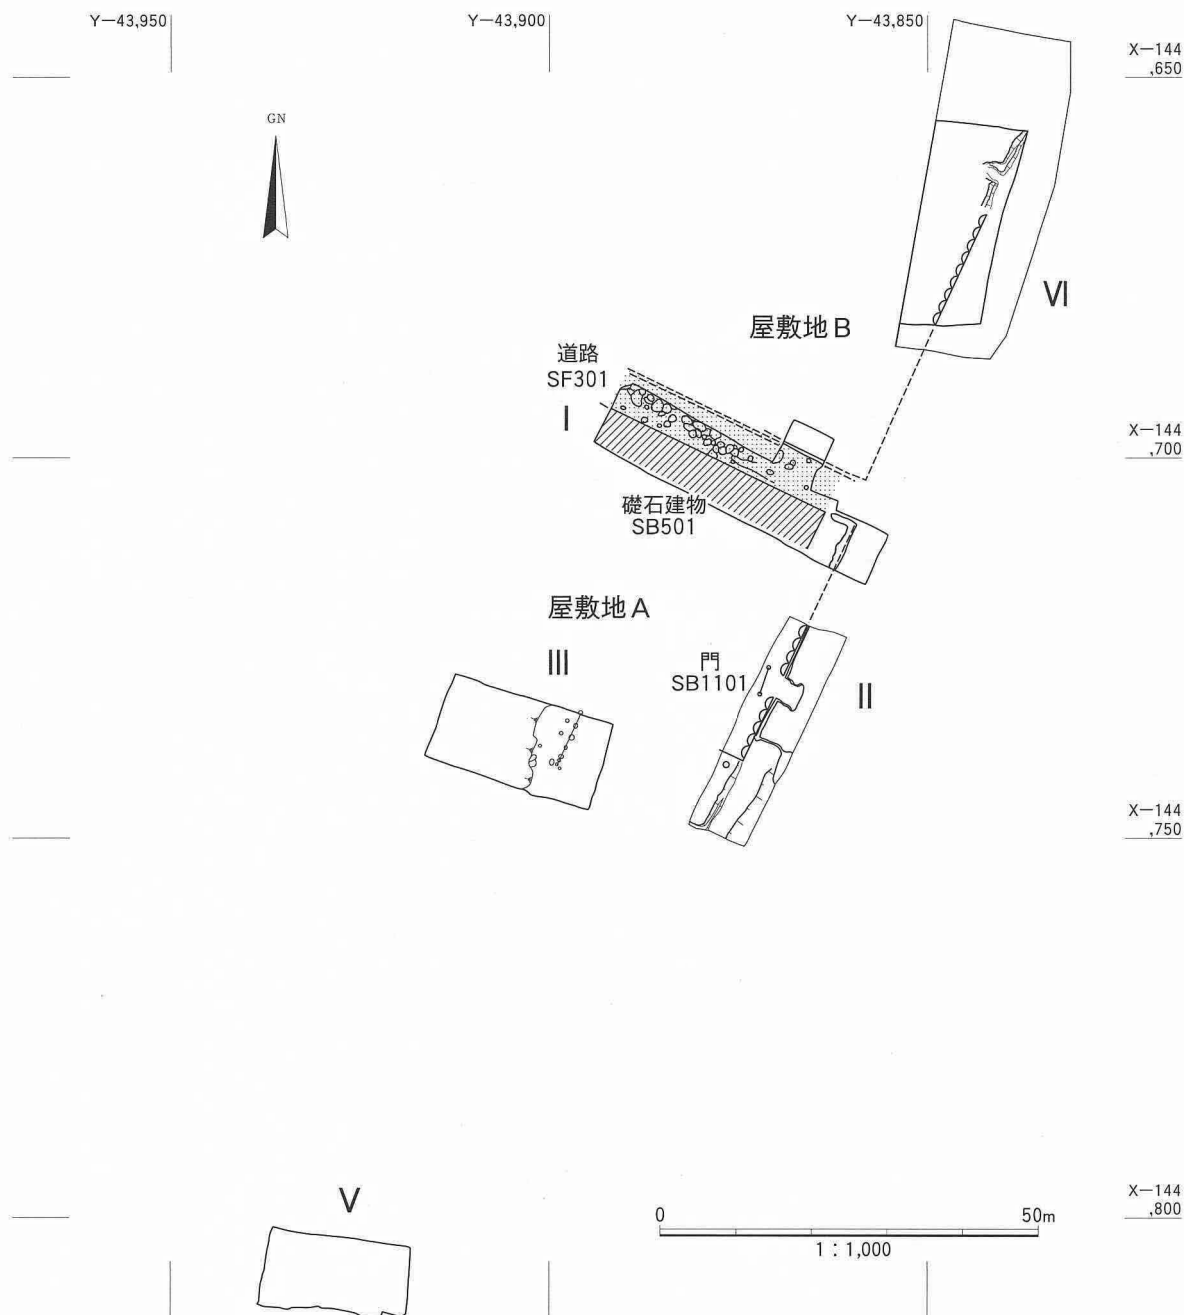 Y－43,950
Y－43,900
Y－43,850
X－144
,650
GN
Ⅵ
屋敷地B
道路
SF301
Ⅰ
X－144
,700
礎石建物
SB501
屋敷地A
Ⅲ
門
SB1101
Ⅱ
X－144
,750
Ⅴ
X－144
,800
0
50m
1：1,000